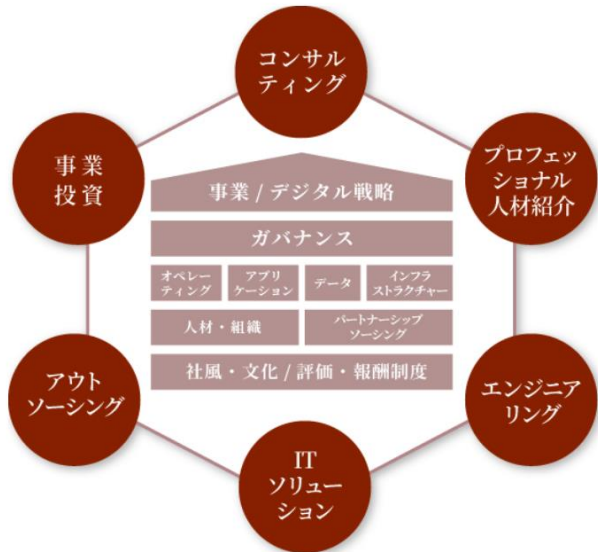 コンサル
ティング
事業
投資
プロフェッ
ショナル
人材紹介
事業 / デジタル戦略
ガバナンス
オペレー
ティング
アプリ
ケーション
データ
インフラ
ストラクチャー
人材・組織
パートナーシップ
ソーシング
社風・文化 / 評価・報酬制度
アウト
ソーシング
エンジニア
リング
IT
ソリュー
ション